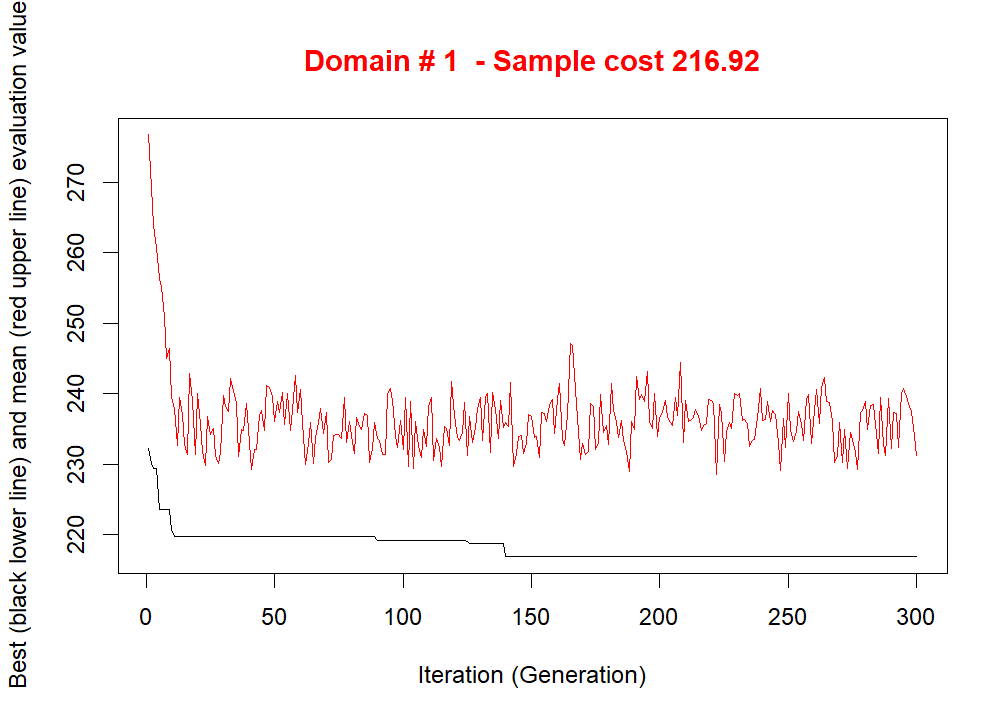 Domain # 1  - Sample cost 216.92
Best (black lower line) and mean (red upper line) evaluation value
270
260
250
240
230
220
0 50 100 150 200 250 300
Iteration (Generation)